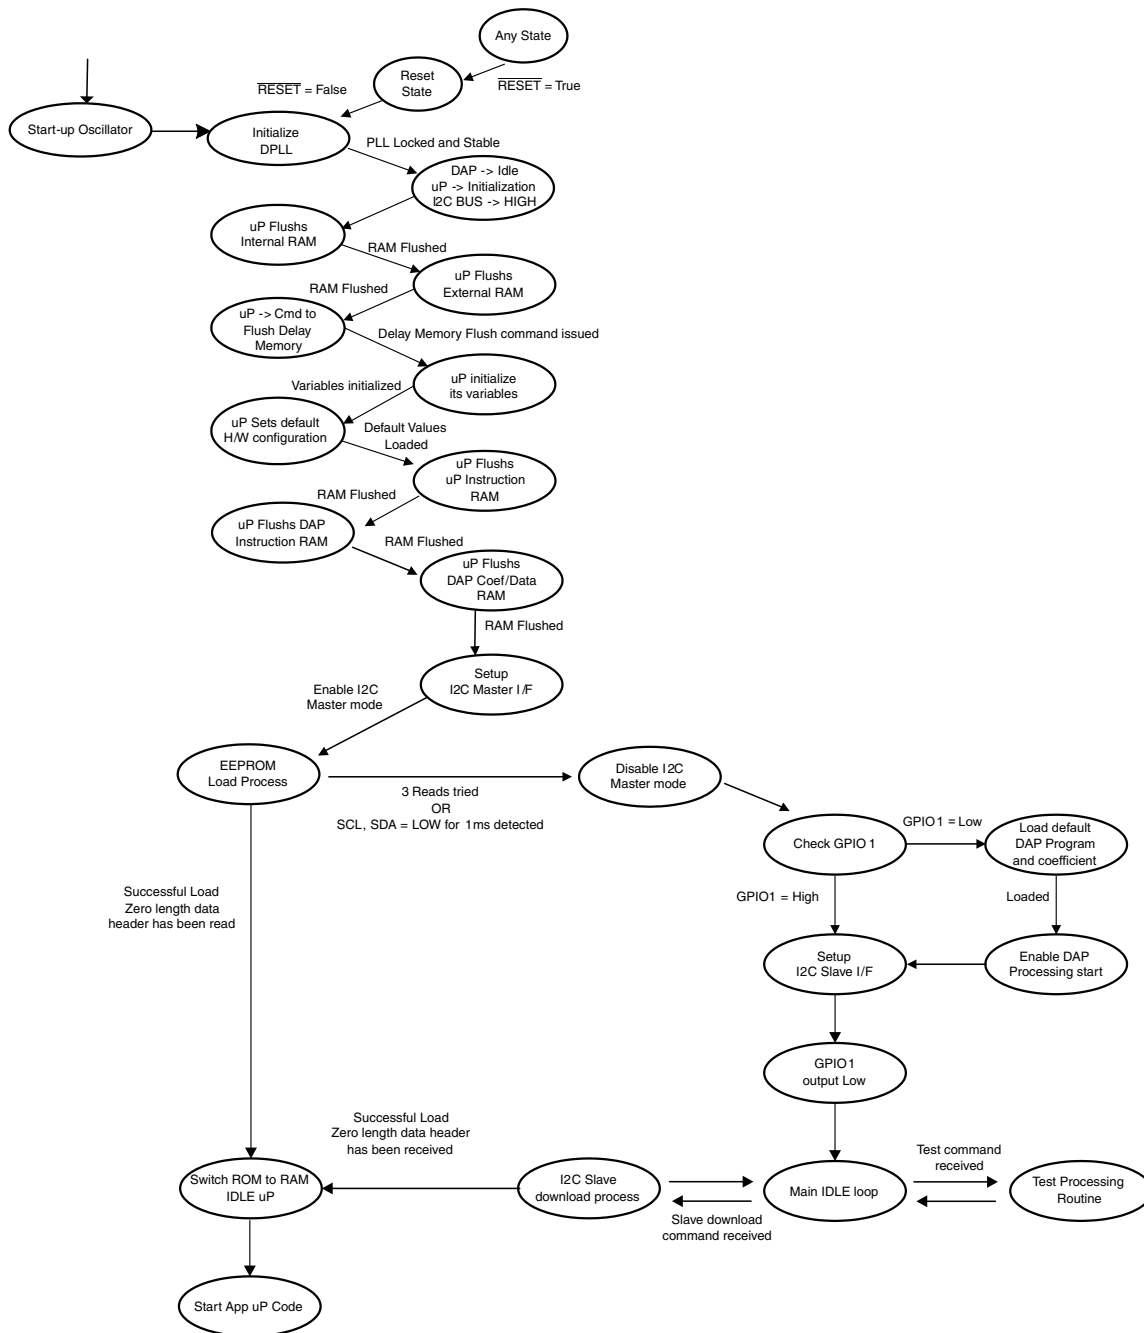 Any State
RESET = True
Reset
State
RESET = False
Start-up Oscillator
Initialize
DPLL
PLL Locked and Stable
DAP -> Idle
uP -> Initialization
I2C BUS -> HIGH
uP Flushs
Internal RAM
RAM Flushed
uP Flushs
External RAM
RAM Flushed
uP -> Cmd to
Flush Delay
Memory
Delay Memory Flush command issued
uP initialize
its variables
Variables initialized
uP Sets default
H/W configuration
Default Values
Loaded
uP Flushs
uP Instruction
RAM
RAM Flushed
uP Flushs DAP
Instruction RAM
RAM Flushed
uP Flushs
DAP Coef/Data
RAM
RAM Flushed
Setup
I2C Master I/F
Enable I2C
Master mode
EEPROM
Load Process
3 Reads tried
OR
SCL, SDA = LOW for 1ms detected
Disable I2C
Master mode
Check GPIO1
GPIO1 = Low
Load default
DAP Program
and coefficient
Successful Load
Zero length data
header has been read
GPIO1 = High
Loaded
Setup
I2C Slave I/F
Enable DAP
Processing start
GPIO1
output Low
Successful Load
Zero length data header
has been received
Switch ROM to RAM
IDLE uP
I2C Slave
download process
Slave download
command received
Main IDLE loop
Test command
received
Test Processing
Routine
Start App uP Code